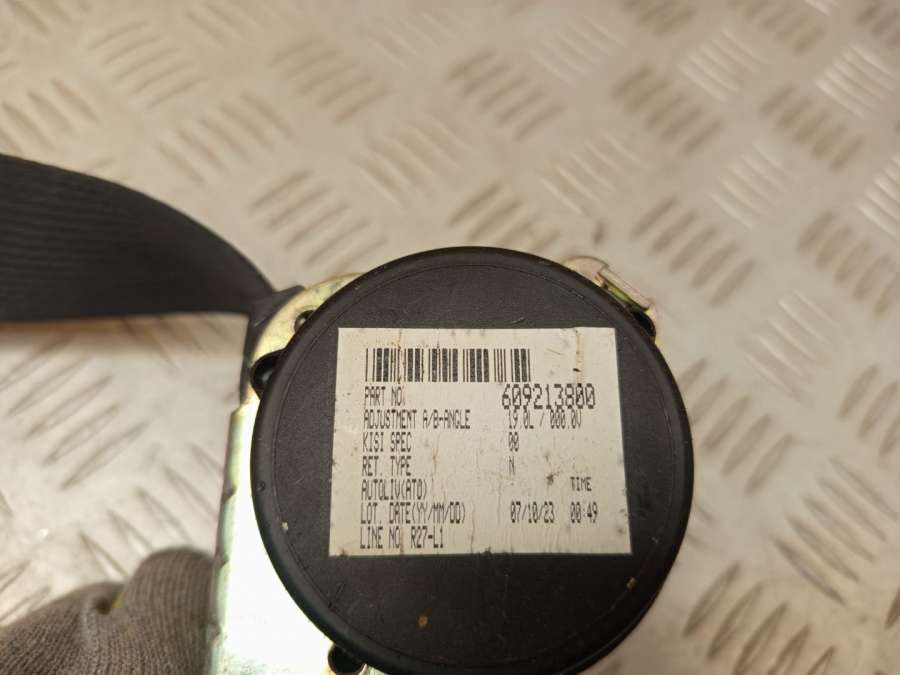 PART NO. 609213800
ADJUSTMENT A/B-ANGLE 19.0L / 000.0V
KISI SPEC 00
RET. TYPE N
AUTOLIV(ATO) TIME
LOT. DATE(YY/MM/DD) 07/10/23 00:49
LINE NO. R27-L1